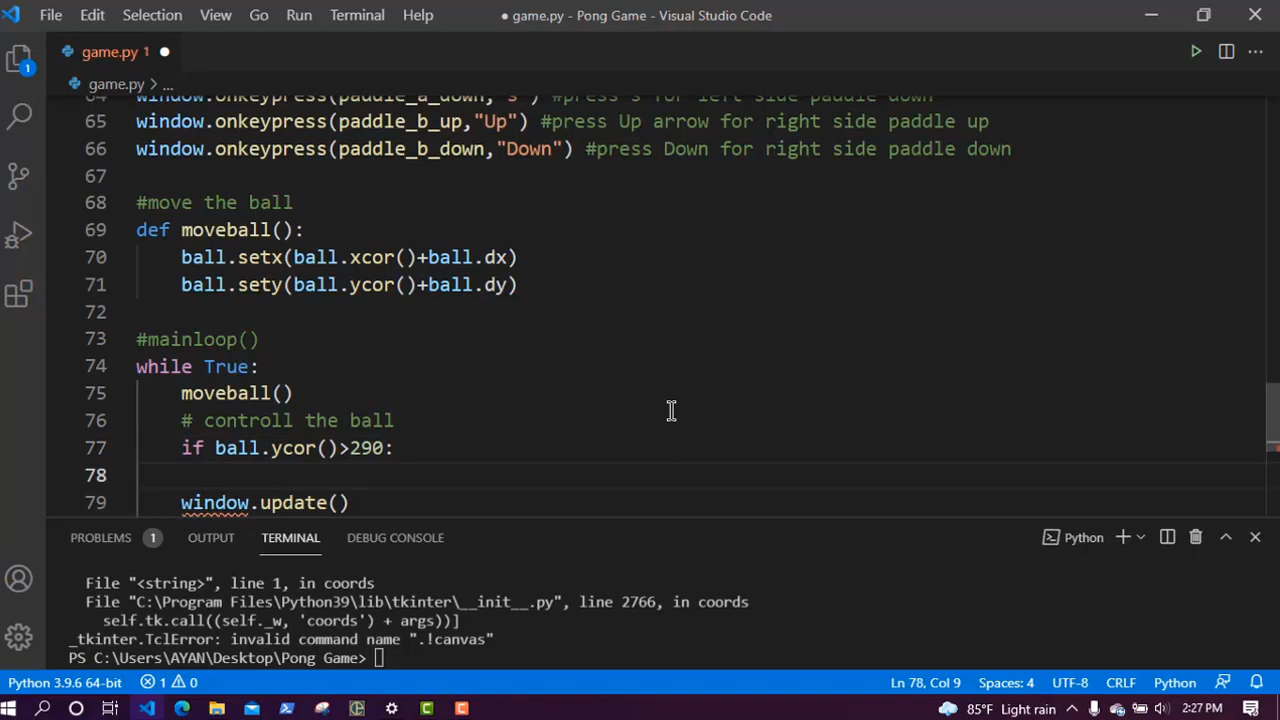 File Edit Selection View Go Run Terminal Help ● game.py - Pong Game - Visual Studio Code
game.py 1 ●
game.py > ...
64 window.onkeypress(paddle_a_down,"s") #press s for left side paddle down
65 window.onkeypress(paddle_b_up,"Up") #press Up arrow for right side paddle up
66 window.onkeypress(paddle_b_down,"Down") #press Down for right side paddle down
67
68 #move the ball
69 def moveball():
70 ball.setx(ball.xcor()+ball.dx)
71 ball.sety(ball.ycor()+ball.dy)
72
73 #mainloop()
74 while True:
75 moveball()
76 # controll the ball
77 if ball.ycor()>290:
78
79 window.update()
PROBLEMS 1 OUTPUT TERMINAL DEBUG CONSOLE Python
File "<string>", line 1, in coords
File "C:\Program Files\Python39\lib\tkinter\__init__.py", line 2766, in coords
self.tk.call((self._w, 'coords') + args))]
_tkinter.TclError: invalid command name ".!canvas"
PS C:\Users\AYAN\Desktop\Pong Game>
Python 3.9.6 64-bit 1 0 Ln 78, Col 9 Spaces: 4 UTF-8 CRLF Python
85°F Light rain 2:27 PM